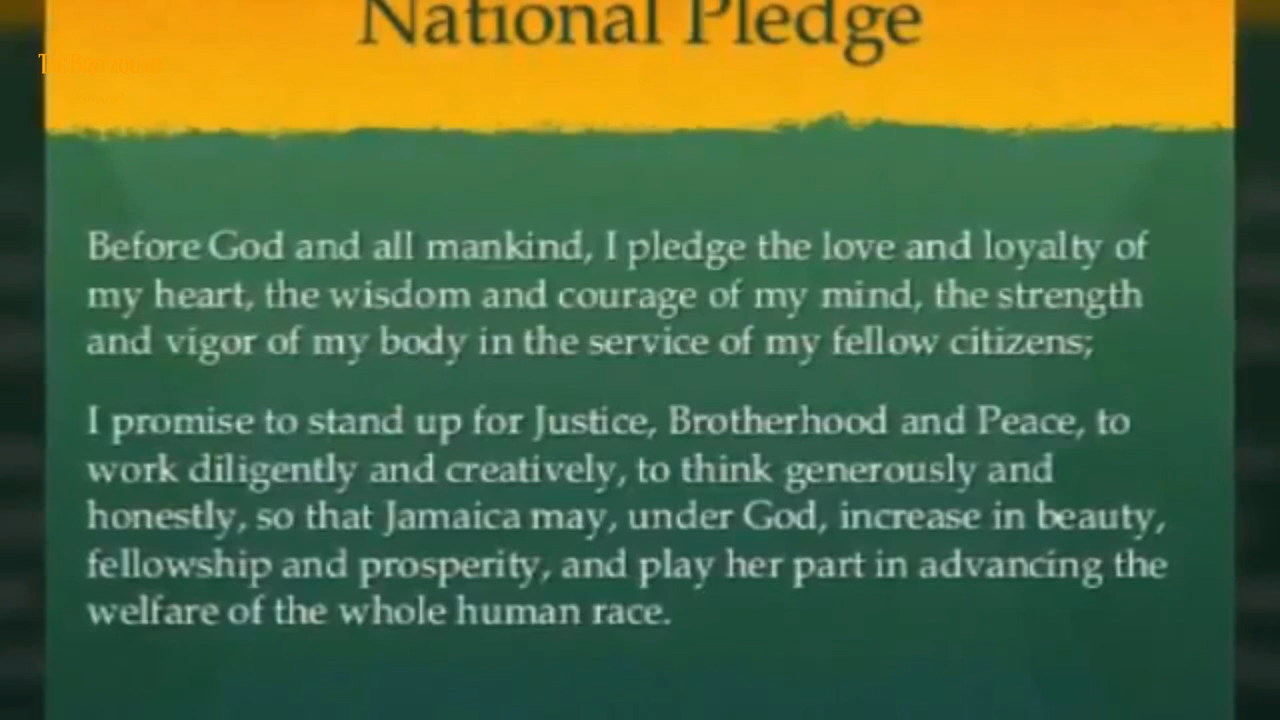 National Pledge
Before God and all mankind, I pledge the love and loyalty of
my heart, the wisdom and courage of my mind, the strength
and vigor of my body in the service of my fellow citizens;
I promise to stand up for Justice, Brotherhood and Peace, to
work diligently and creatively, to think generously and
honestly, so that Jamaica may, under God, increase in beauty,
fellowship and prosperity, and play her part in advancing the
welfare of the whole human race.